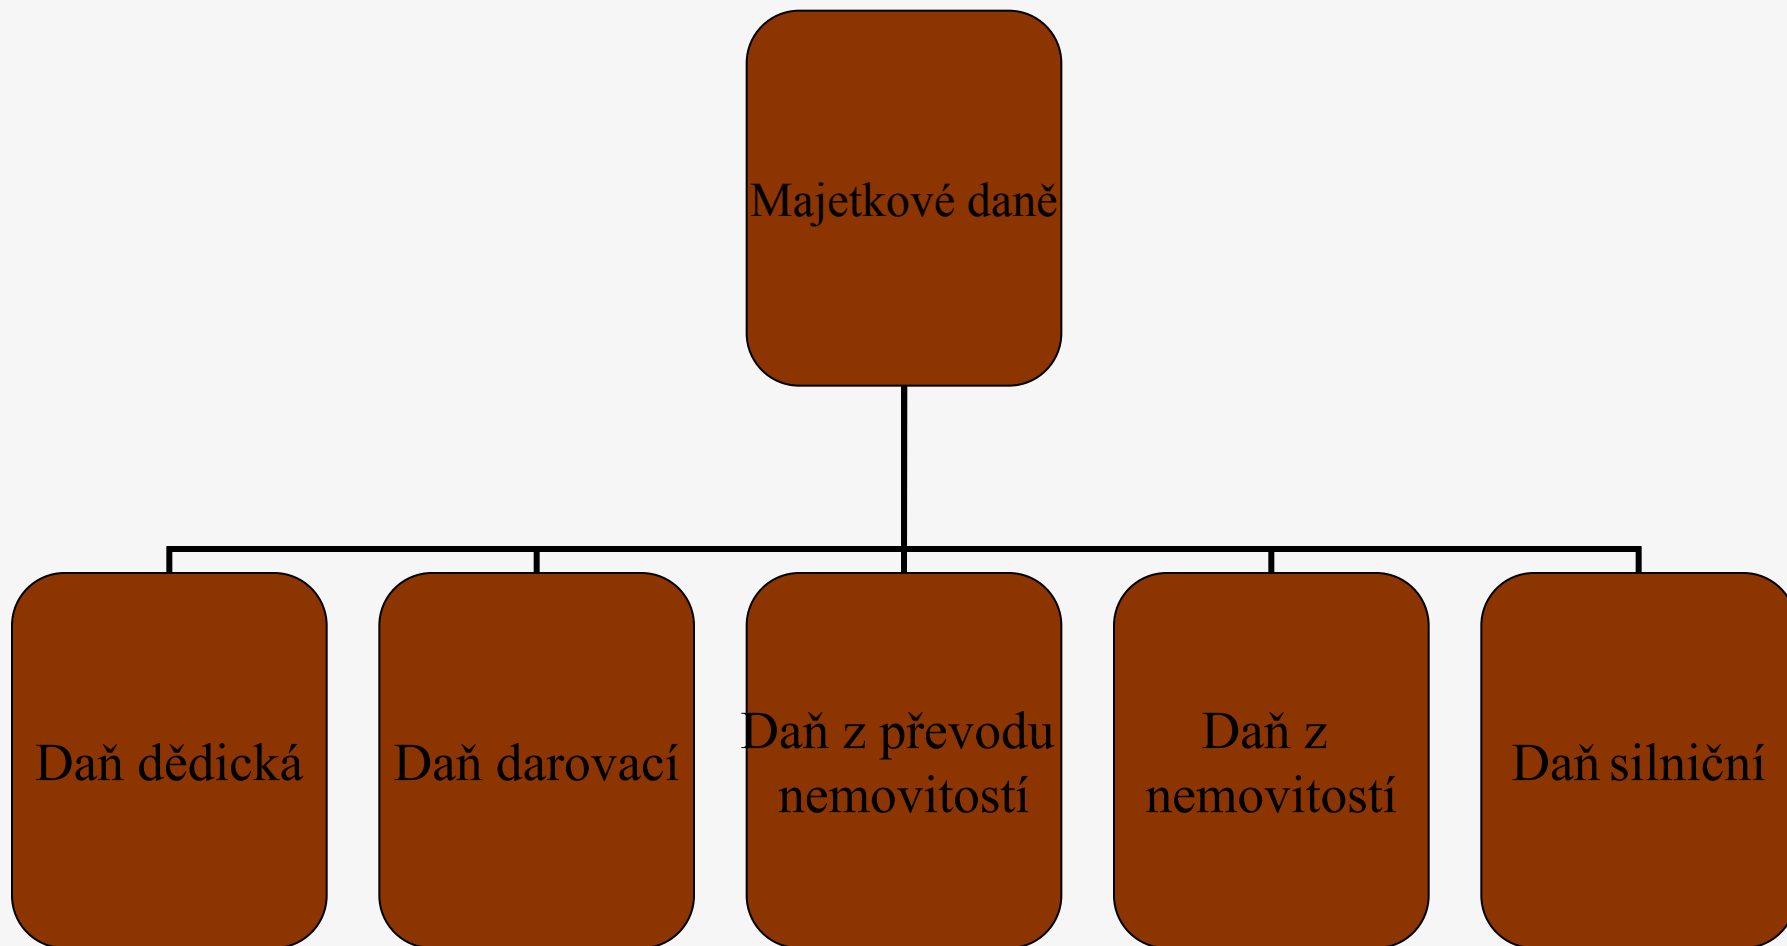 Majetkové daně
Daň dědická
Daň darovací
Daň z převodu
nemovitostí
Daň z
nemovitostí
Daň silniční